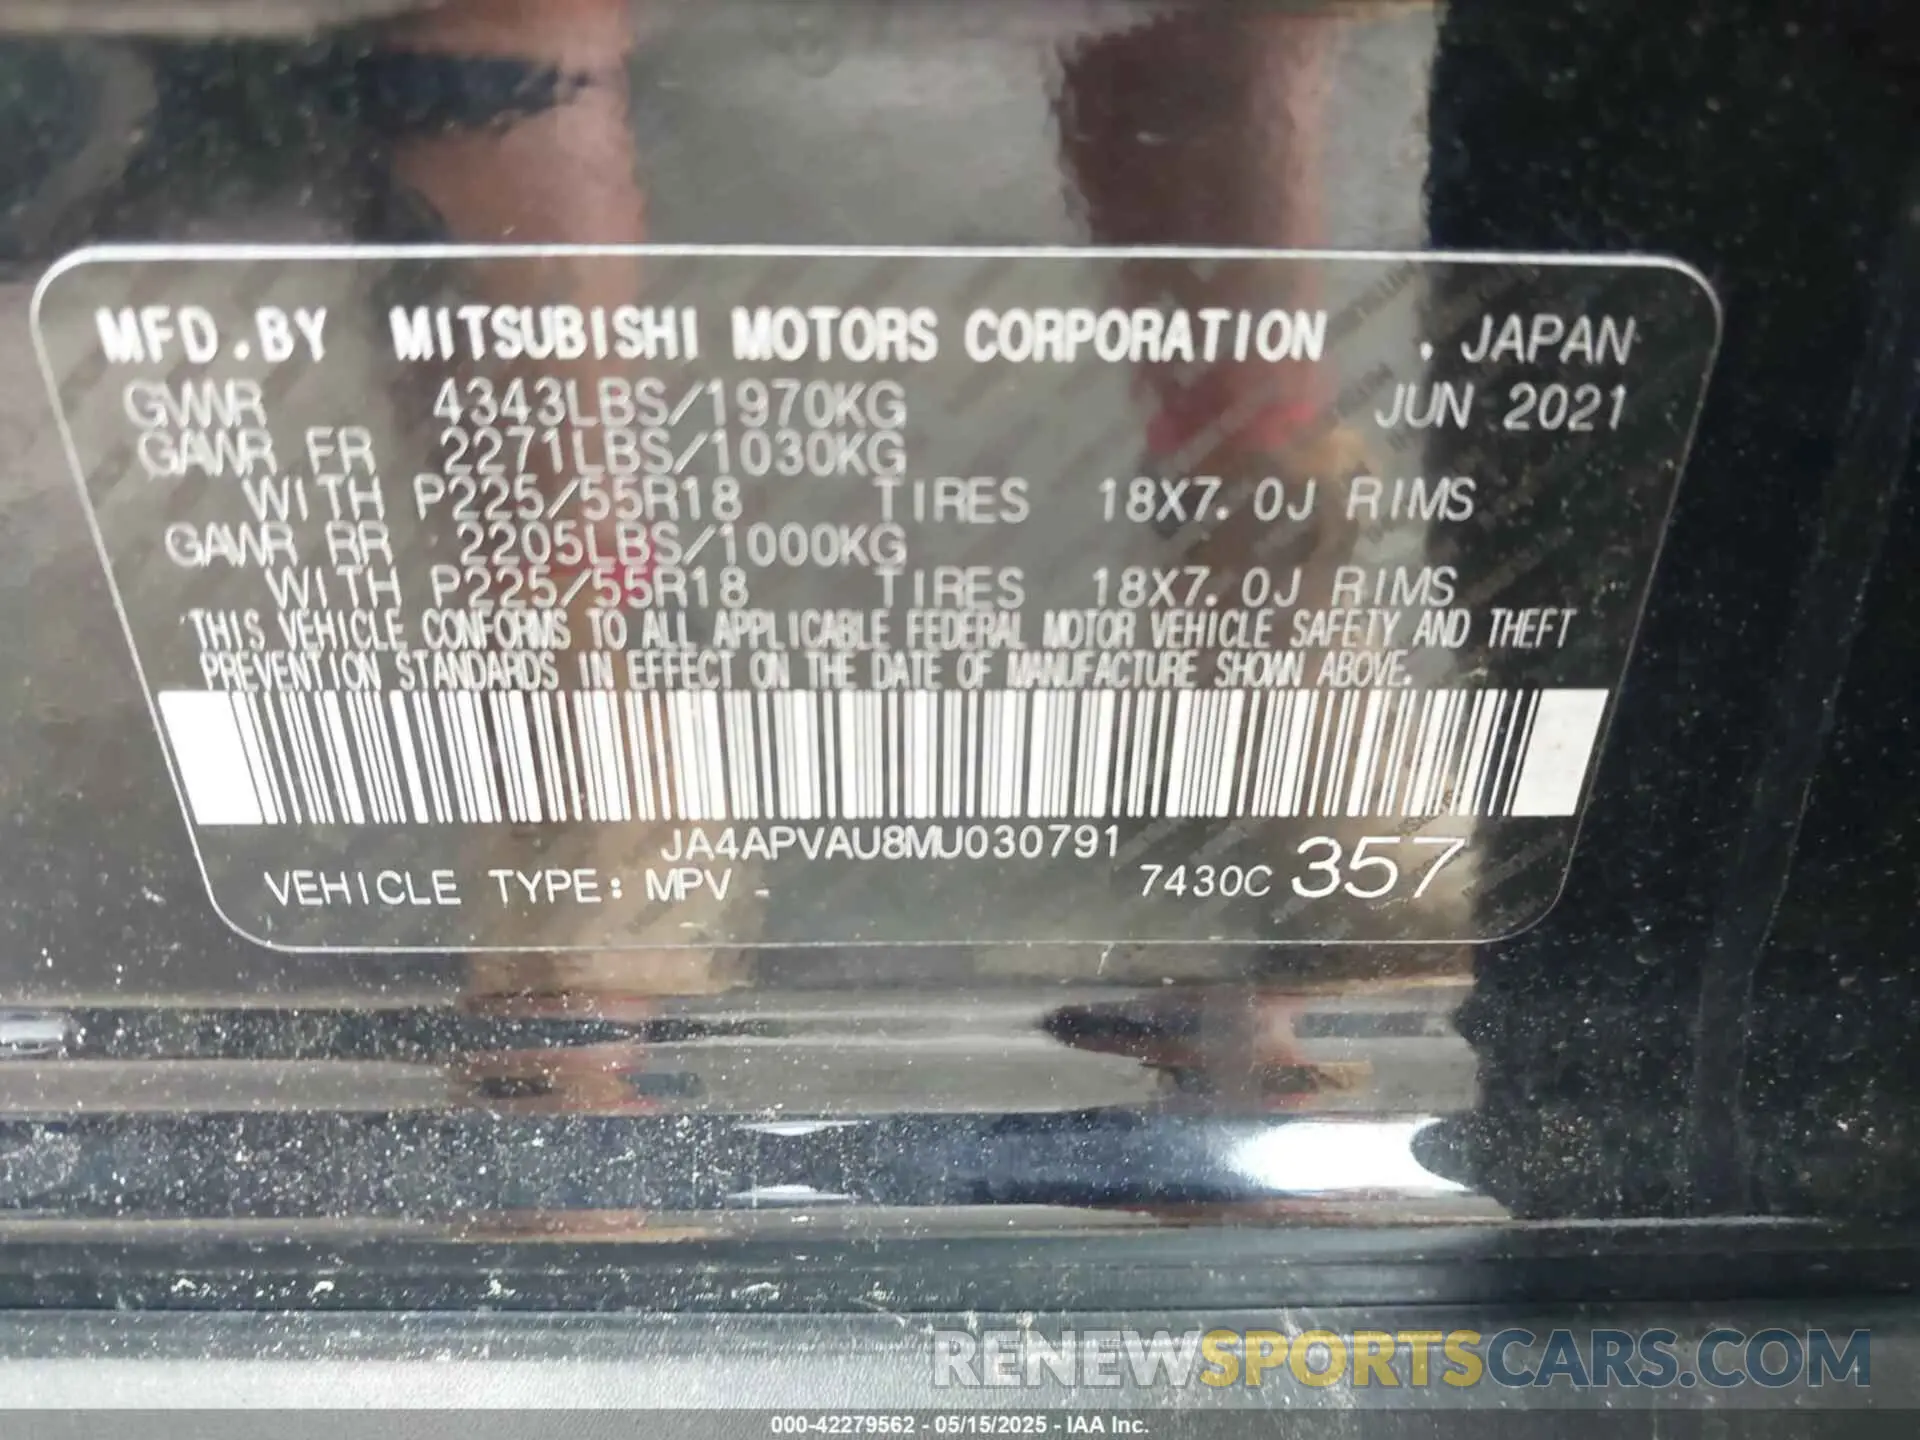 MFD.BY MITSUBISHI MOTORS CORPORATION . JAPAN
GVWR 4343LBS/1970KG JUN 2021
GAWR FR 2271LBS/1030KG
WITH P225/55R18 TIRES 18X7.0J RIMS
GAWR RR 2205LBS/1000KG
WITH P225/55R18 TIRES 18X7.0J RIMS
THIS VEHICLE CONFORMS TO ALL APPLICABLE FEDERAL MOTOR VEHICLE SAFETY AND THEFT
PREVENTION STANDARDS IN EFFECT ON THE DATE OF MANUFACTURE SHOWN ABOVE.
JA4APVAU8MU030791
VEHICLE TYPE: MPV - 7430C 357
RENEWSPORTSCARS.COM
000-42279562 - 05/15/2025 - IAA Inc.